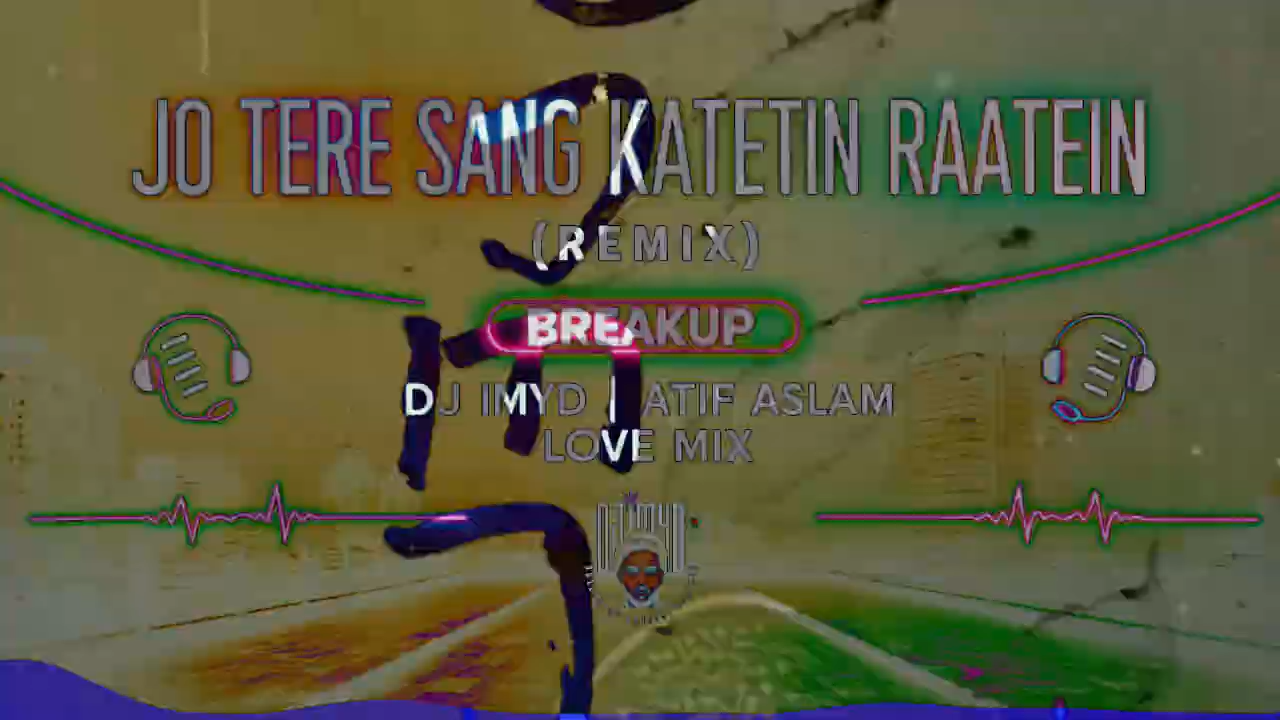 JO TERE SANG KATETIN RAATEIN
(REMIX)
BREAKUP
DJ IMYD | ATIF ASLAM
LOVE MIX